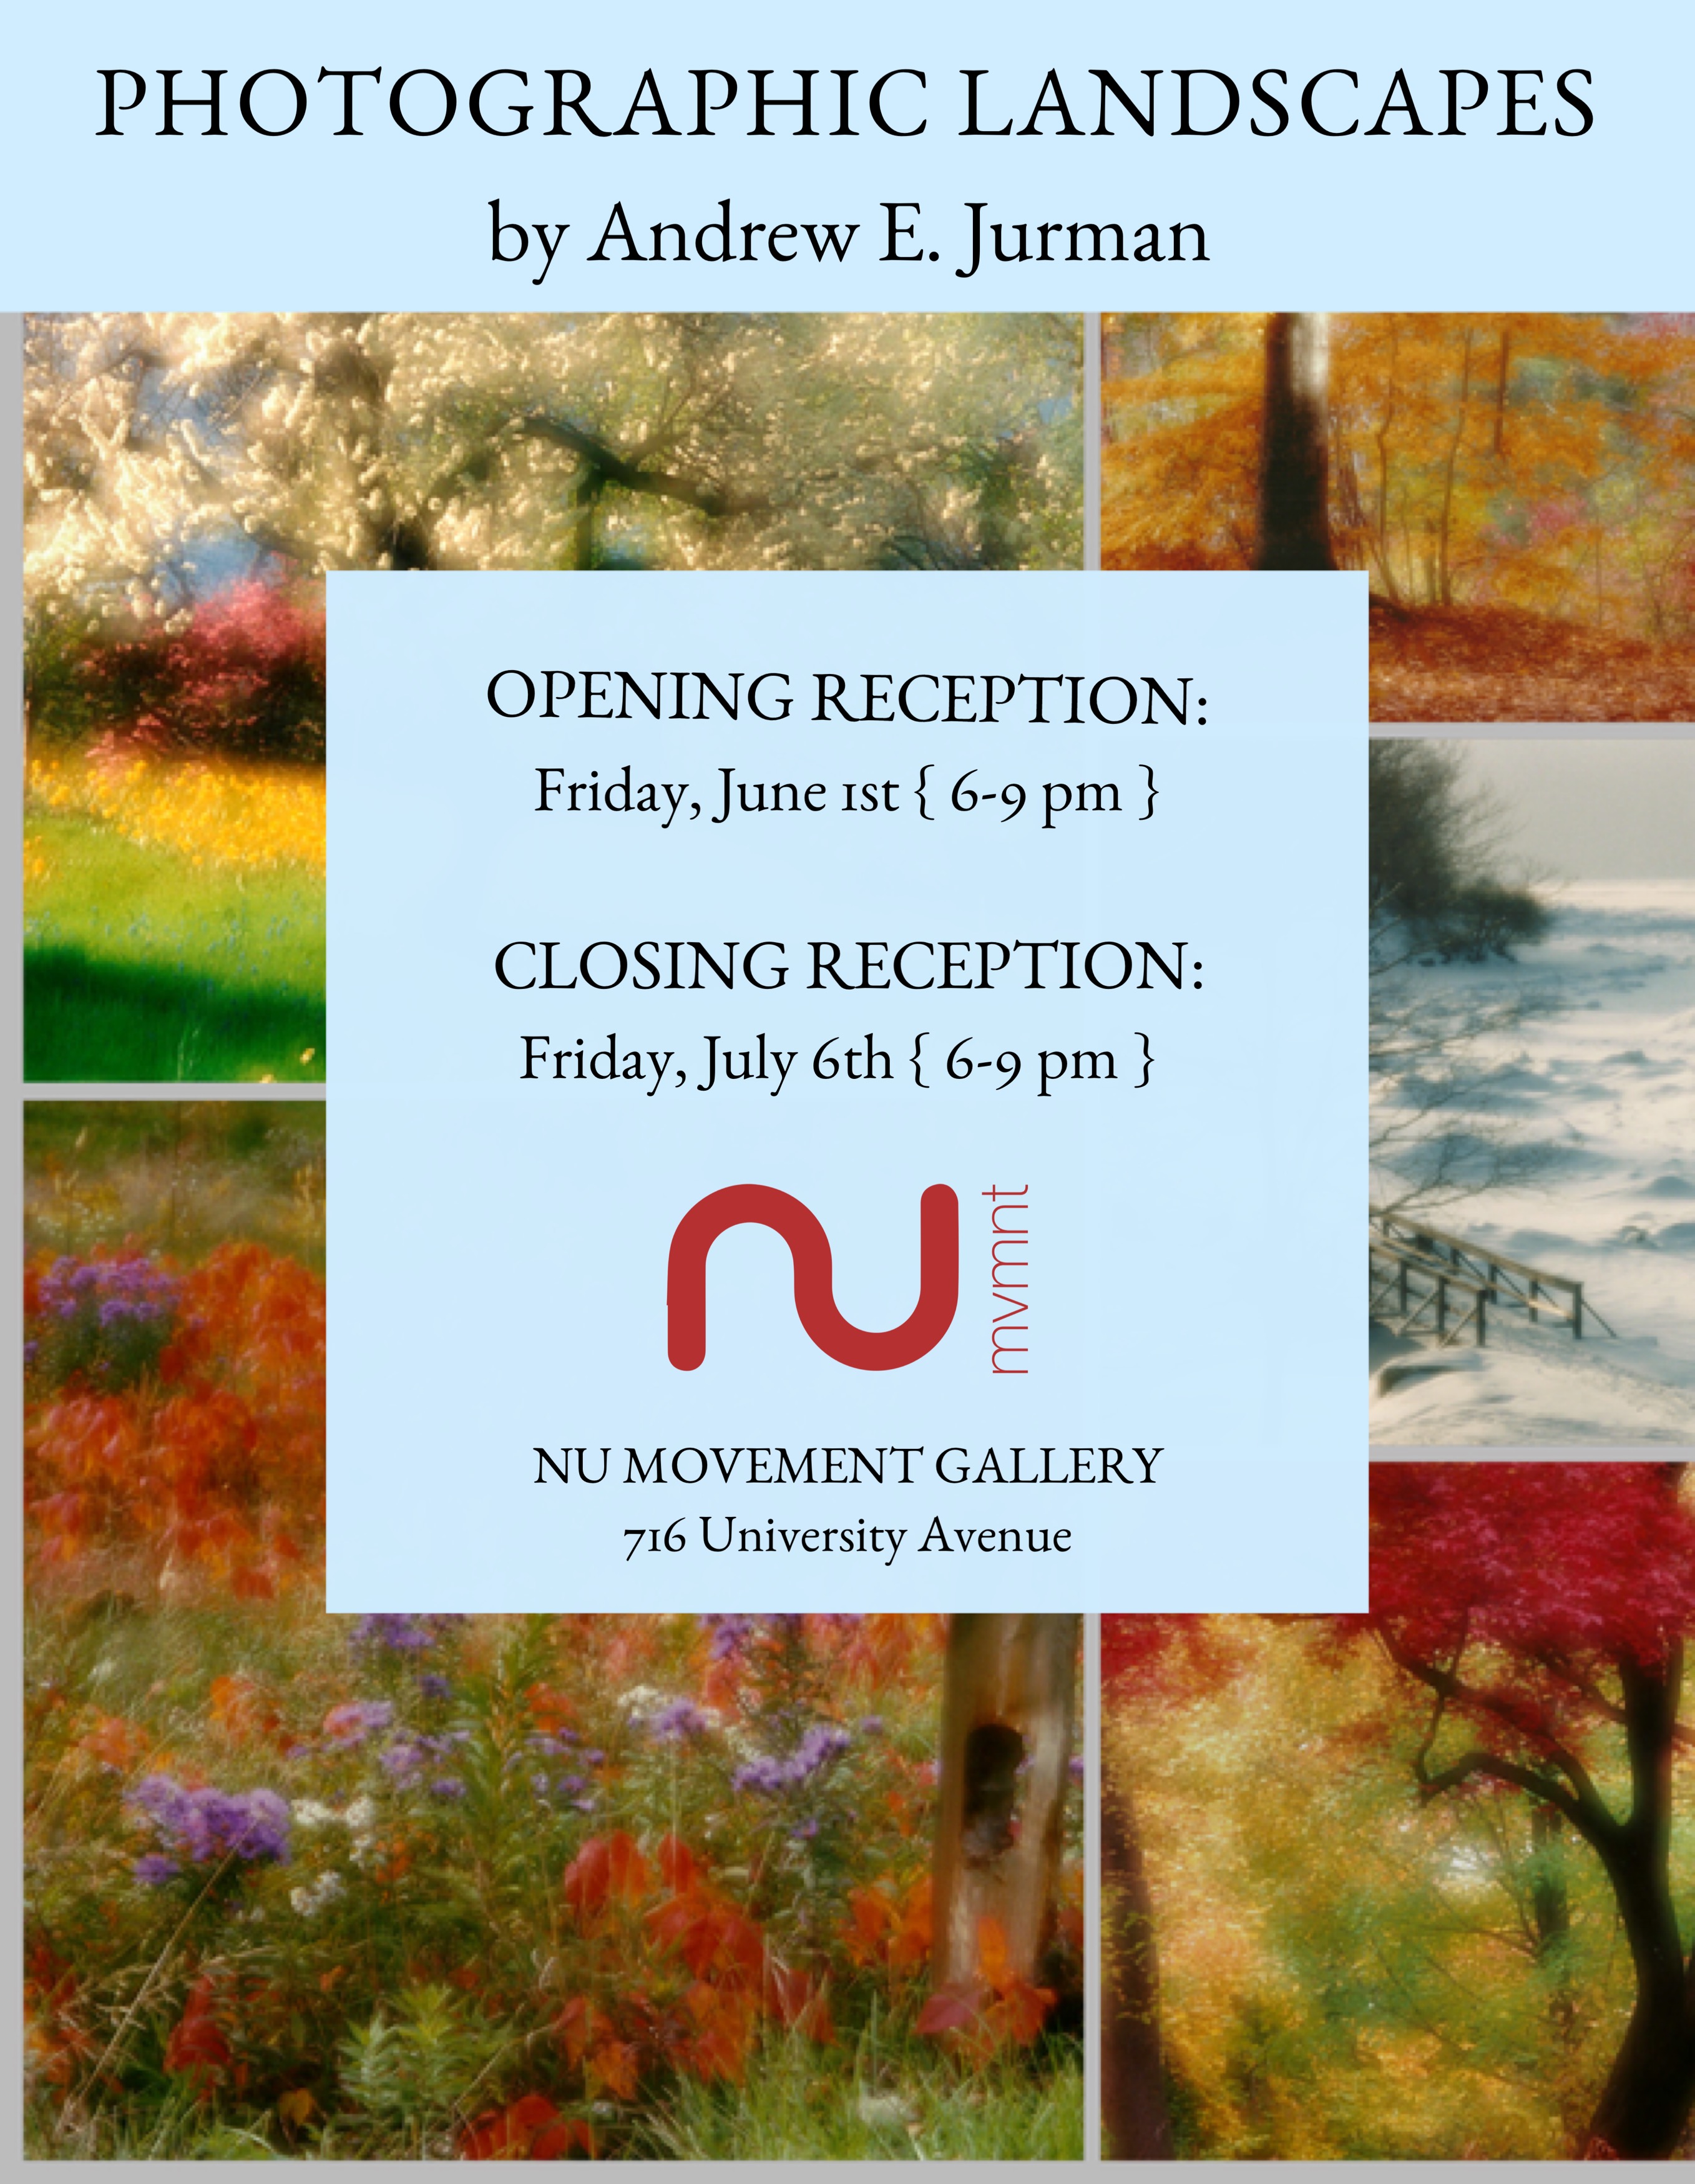 PHOTOGRAPHIC LANDSCAPES
by Andrew E. Jurman
OPENING RECEPTION:
Friday, June 1st { 6-9 pm }
CLOSING RECEPTION:
Friday, July 6th { 6-9 pm }
nu
mvmnt
NU MOVEMENT GALLERY
716 University Avenue